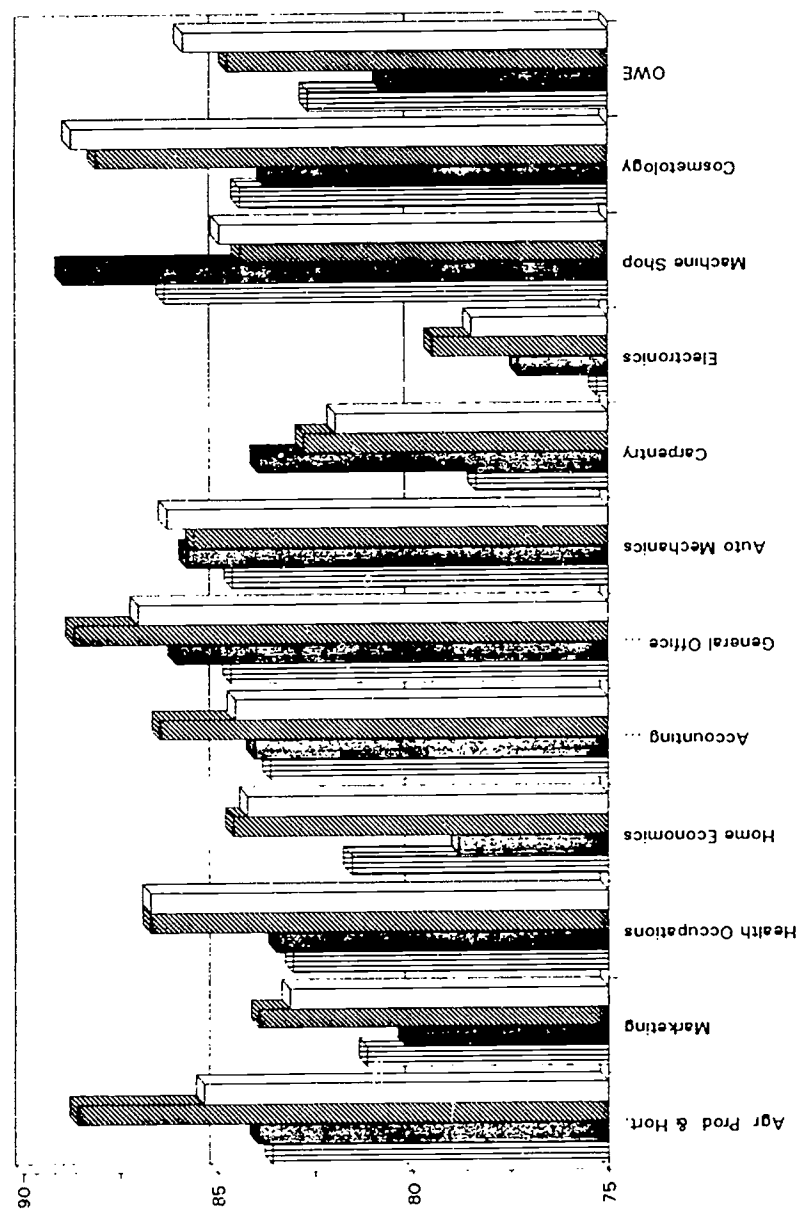 OWE
Cosmetology
Machine Shop
Electronics
Carpentry
Auto Mechanics
General Office ...
Accounting ...
Home Economics
Health Occupations
Marketing
Agr Prod & Hort.
90
85
80
75